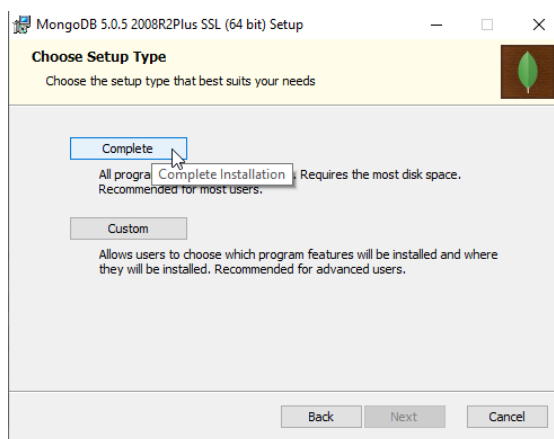 MongoDB 5.0.5 2008R2Plus SSL (64 bit) Setup
Choose Setup Type
Choose the setup type that best suits your needs
Complete
All progra Complete Installation . Requires the most disk space.
Recommended for most users.
Custom
Allows users to choose which program features will be installed and where
they will be installed. Recommended for advanced users.
Back Next Cancel